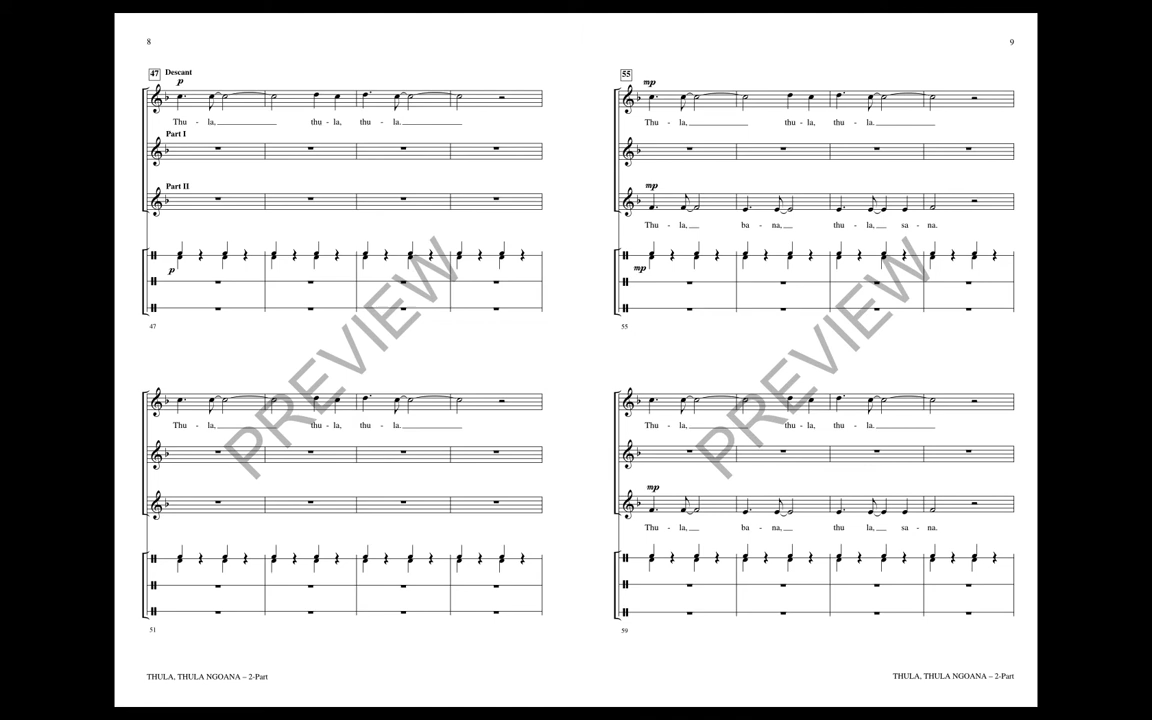 8
47 Descant
p
Thu - la, thu - la, thu - la.
Part I
Part II
p
47
Thu - la, thu - la, thu - la.
51
THULA, THULA NGOANA – 2-Part
PREVIEW
9
55
mp
Thu - la, thu - la, thu - la.
mp
Thu - la, ba - na, thu - la, sa - na.
mp
55
Thu - la, thu - la, thu - la.
mp
Thu - la, ba - na, thu la, sa - na.
59
THULA, THULA NGOANA – 2-Part
PREVIEW